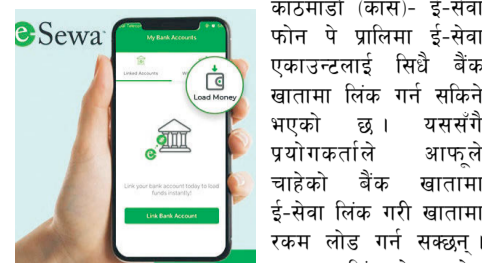 eSewa
My Bank Accounts
Linked Accounts
Load Money
Link your bank account today to load
funds instantly!
Link Bank Account
काठमाडौं (कास)- ई-सेवा
फोन पे प्रालिमा ई-सेवा
एकाउन्टलाई सिधै बैंक
खातामा लिंक गर्न सकिने
भएको छ। यससँगै
प्रयोगकर्ताले आफूले
चाहेको बैंक खातामा
ई-सेवा लिंक गरी खातामा
रकम लोड गर्न सक्छन्।